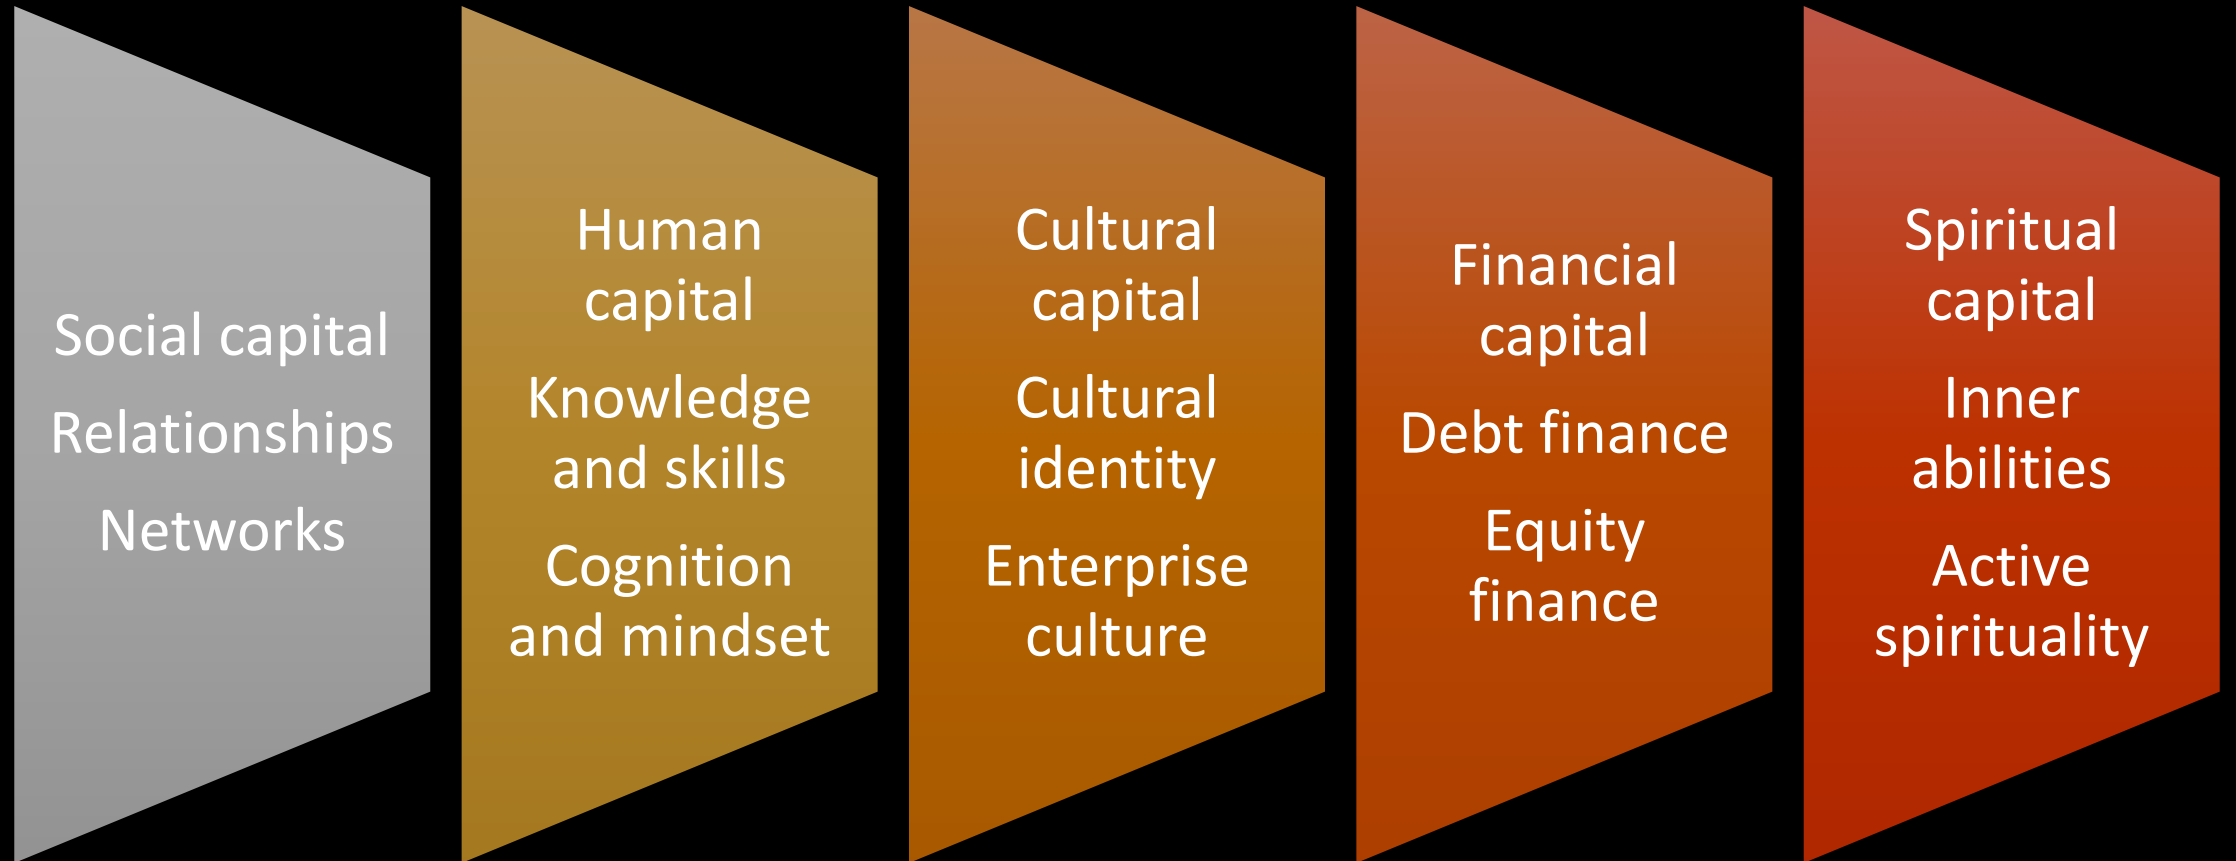 Social capital
Relationships
Networks
Human
capital
Knowledge
and skills
Cognition
and mindset
Cultural
capital
Cultural
identity
Enterprise
culture
Financial
capital
Debt finance
Equity
finance
Spiritual
capital
Inner
abilities
Active
spirituality